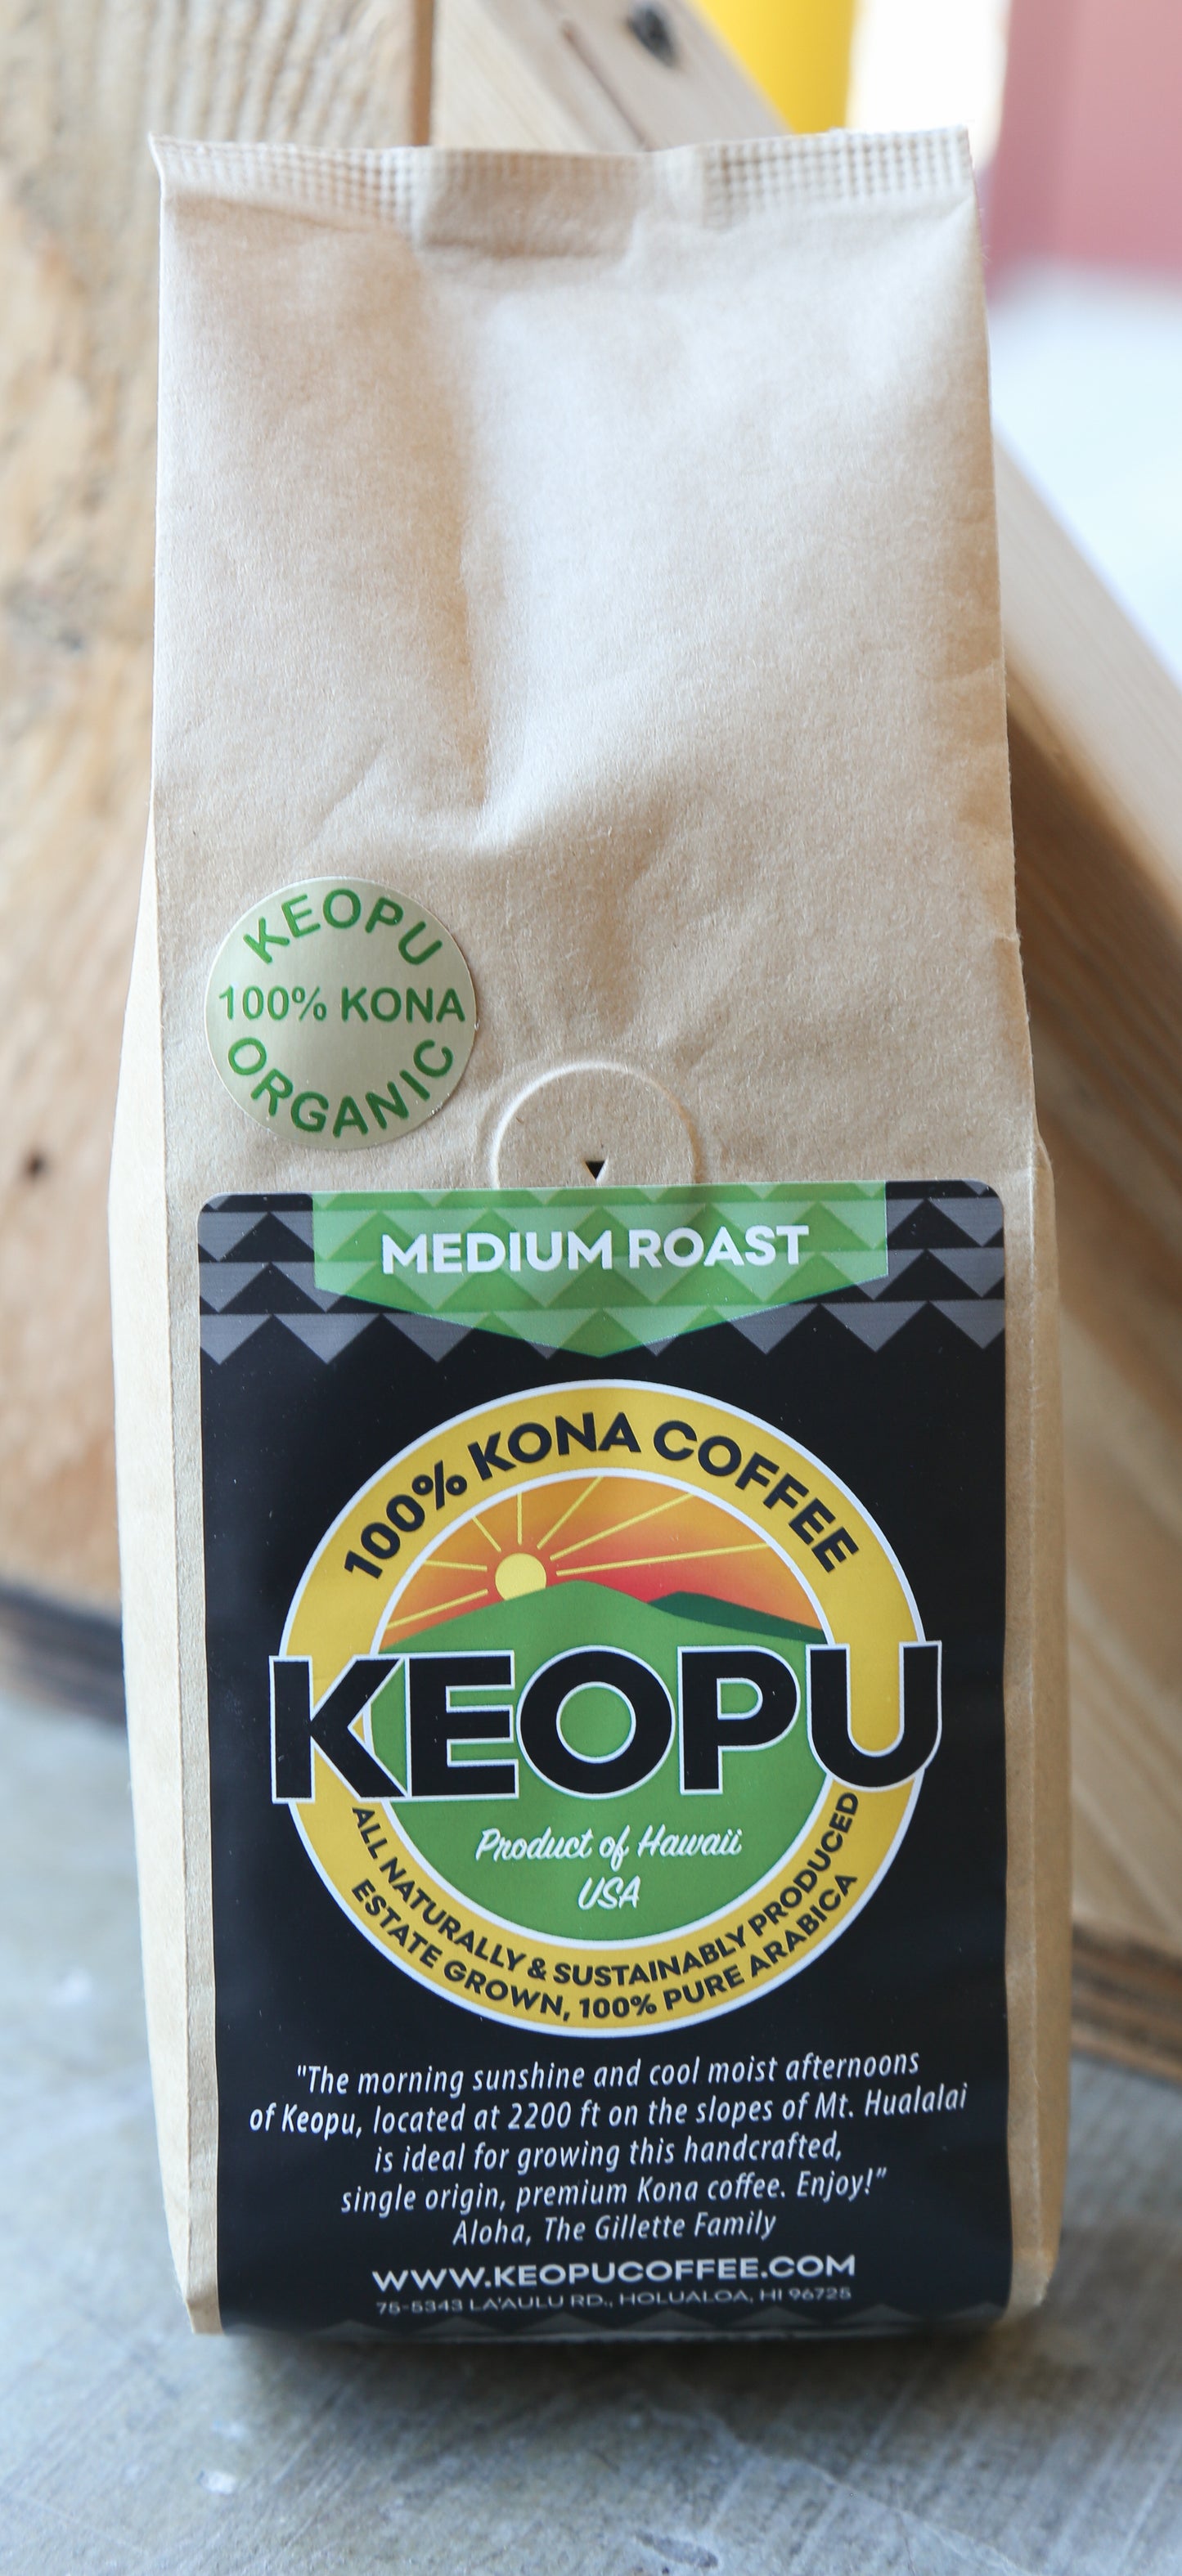 KEOPU
100% KONA
ORGANIC
MEDIUM ROAST
100% KONA COFFEE
KEOPU
Product of Hawaii
USA
ALL NATURALLY & SUSTAINABLY PRODUCED
ESTATE GROWN, 100% PURE ARABICA
"The morning sunshine and cool moist afternoons
of Keopu, located at 2200 ft on the slopes of Mt. Hualalai
is ideal for growing this handcrafted,
single origin, premium Kona coffee. Enjoy!”
Aloha, The Gillette Family
WWW.KEOPUCOFFEE.COM
75-5343 LA'AULU RD., HOLUALOA, HI 96725